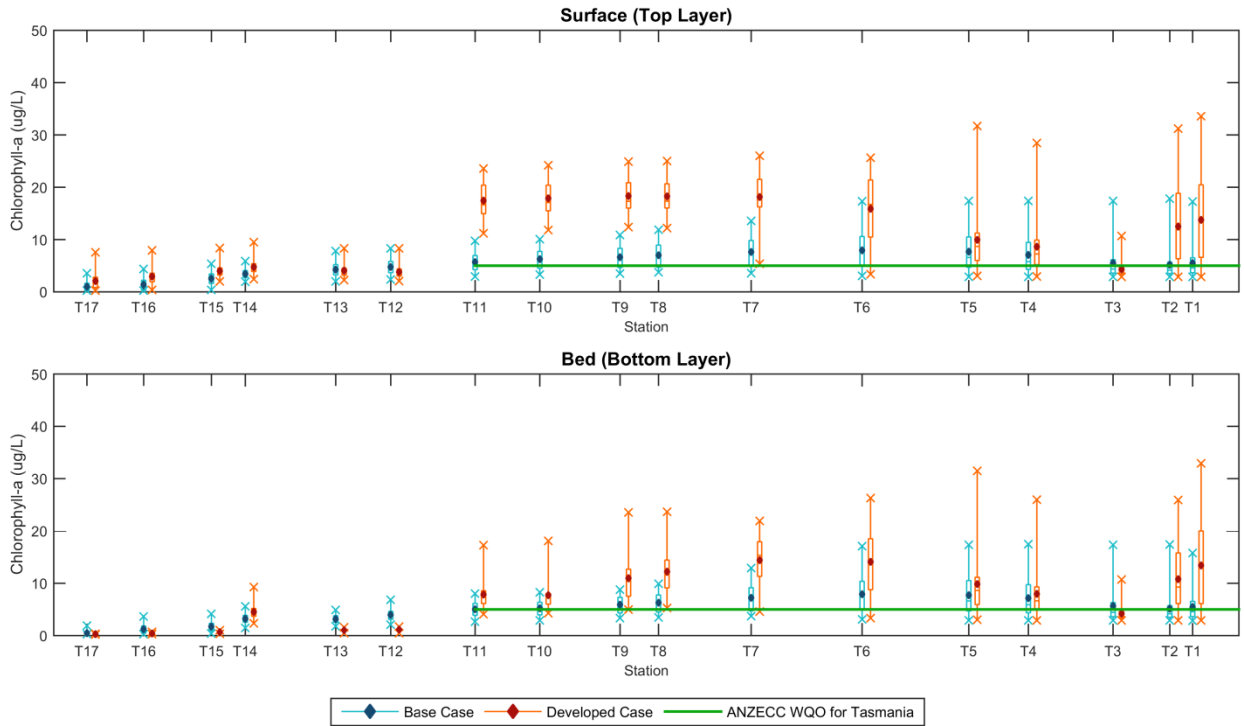 Surface (Top Layer)
Chlorophyll-a (ug/L)
50
40
30
20
10
0
T17 T16 T15 T14 T13 T12 T11 T10 T9 T8 T7 T6 T5 T4 T3 T2 T1
Station
Bed (Bottom Layer)
Chlorophyll-a (ug/L)
50
40
30
20
10
0
T17 T16 T15 T14 T13 T12 T11 T10 T9 T8 T7 T6 T5 T4 T3 T2 T1
Station
Base Case Developed Case ANZECC WQO for Tasmania